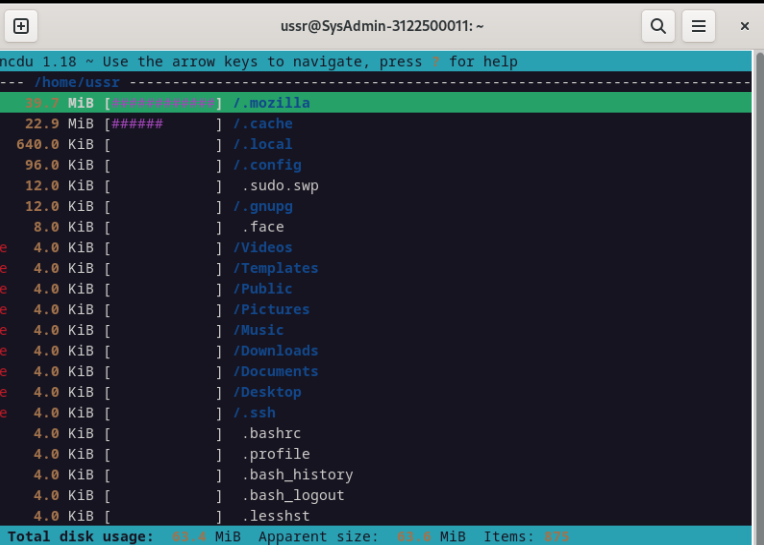 ussr@SysAdmin-3122500011: ~
ncdu 1.18 ~ Use the arrow keys to navigate, press ? for help
--- /home/ussr ------------------------------------------------------------------------
39.7 MiB [############] /.mozilla
22.9 MiB [######      ] /.cache
640.0 KiB [            ] /.local
96.0 KiB [            ] /.config
12.0 KiB [            ]  .sudo.swp
12.0 KiB [            ] /.gnupg
8.0 KiB [            ]  .face
e 4.0 KiB [            ] /Videos
e 4.0 KiB [            ] /Templates
e 4.0 KiB [            ] /Public
e 4.0 KiB [            ] /Pictures
e 4.0 KiB [            ] /Music
e 4.0 KiB [            ] /Downloads
e 4.0 KiB [            ] /Documents
e 4.0 KiB [            ] /Desktop
e 4.0 KiB [            ] /.ssh
4.0 KiB [            ]  .bashrc
4.0 KiB [            ]  .profile
4.0 KiB [            ]  .bash_history
4.0 KiB [            ]  .bash_logout
4.0 KiB [            ]  .lesshst
Total disk usage: 63.4 MiB Apparent size: MiB Items: